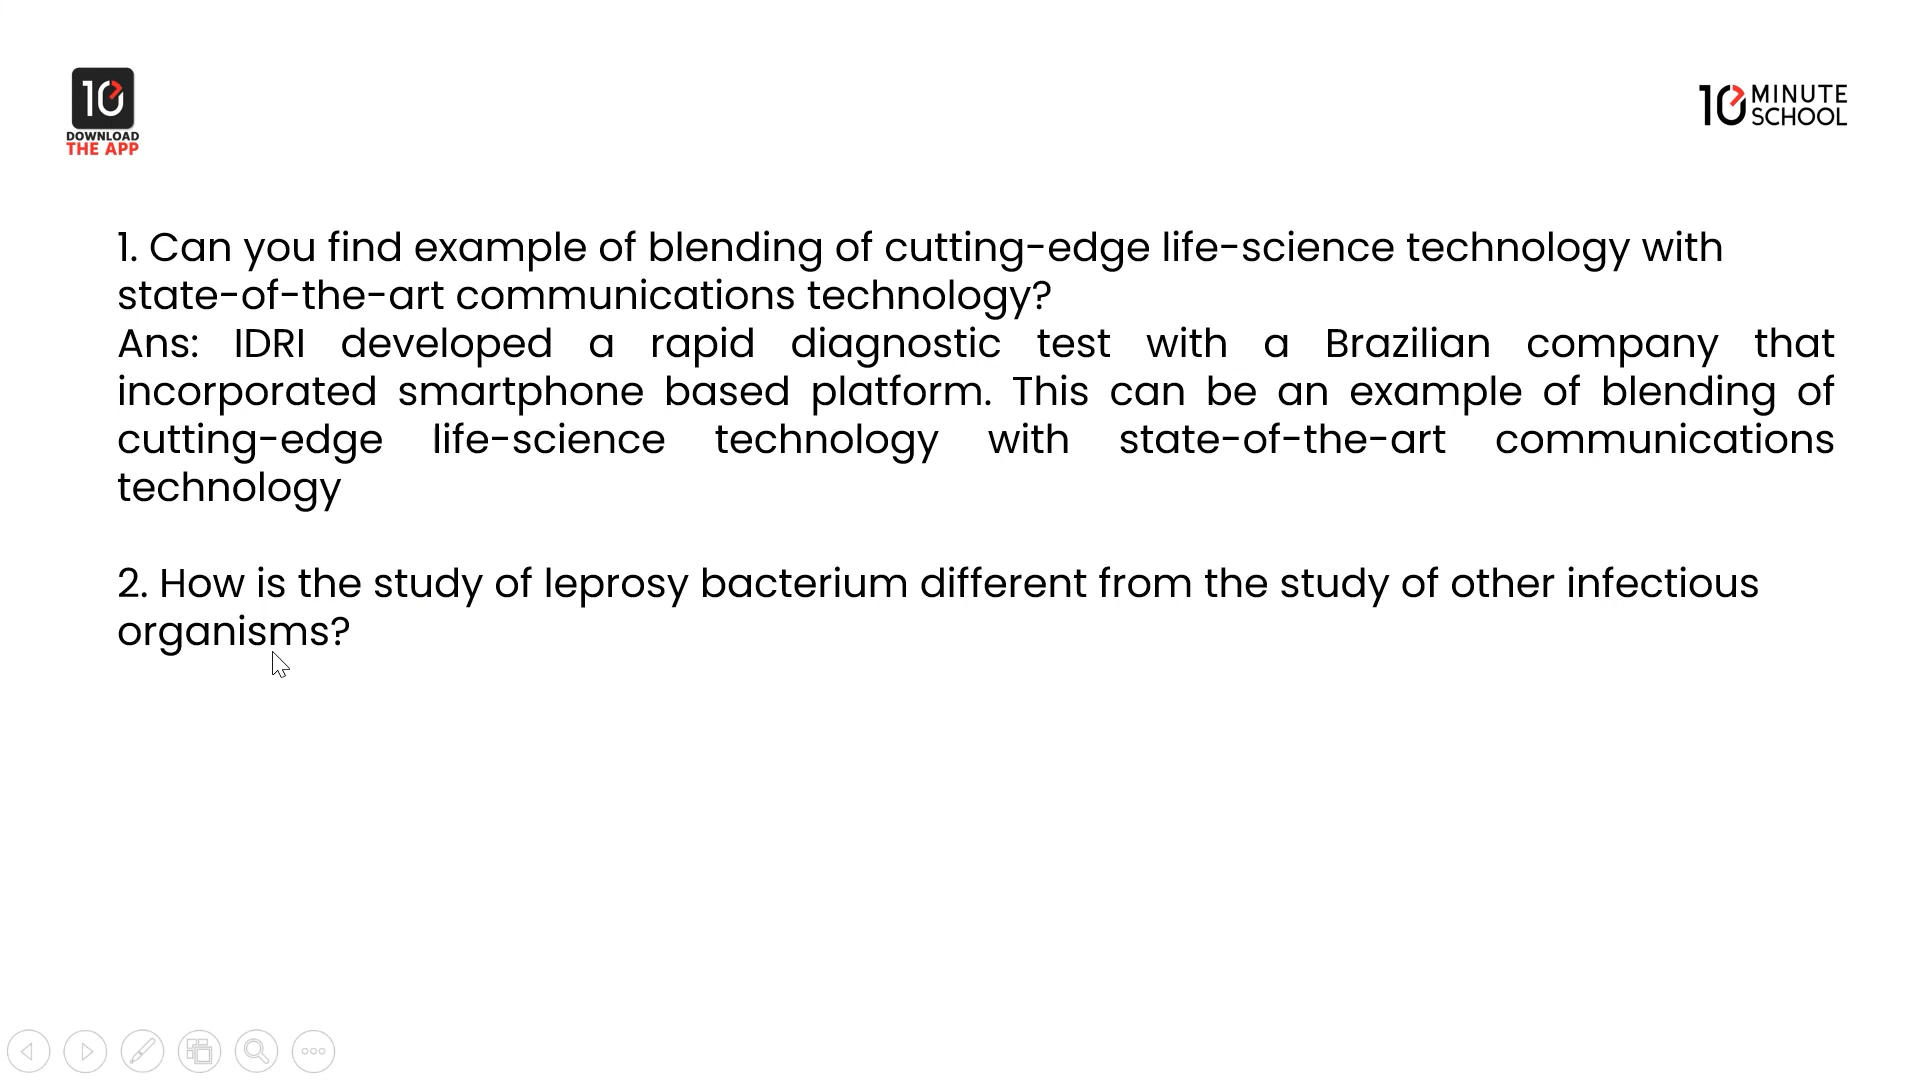 10
DOWNLOAD
THE APP
10 MINUTE
SCHOOL
1. Can you find example of blending of cutting-edge life-science technology with
state-of-the-art communications technology?
Ans: IDRI developed a rapid diagnostic test with a Brazilian company that
incorporated smartphone based platform. This can be an example of blending of
cutting-edge life-science technology with state-of-the-art communications
technology
2. How is the study of leprosy bacterium different from the study of other infectious
organisms?